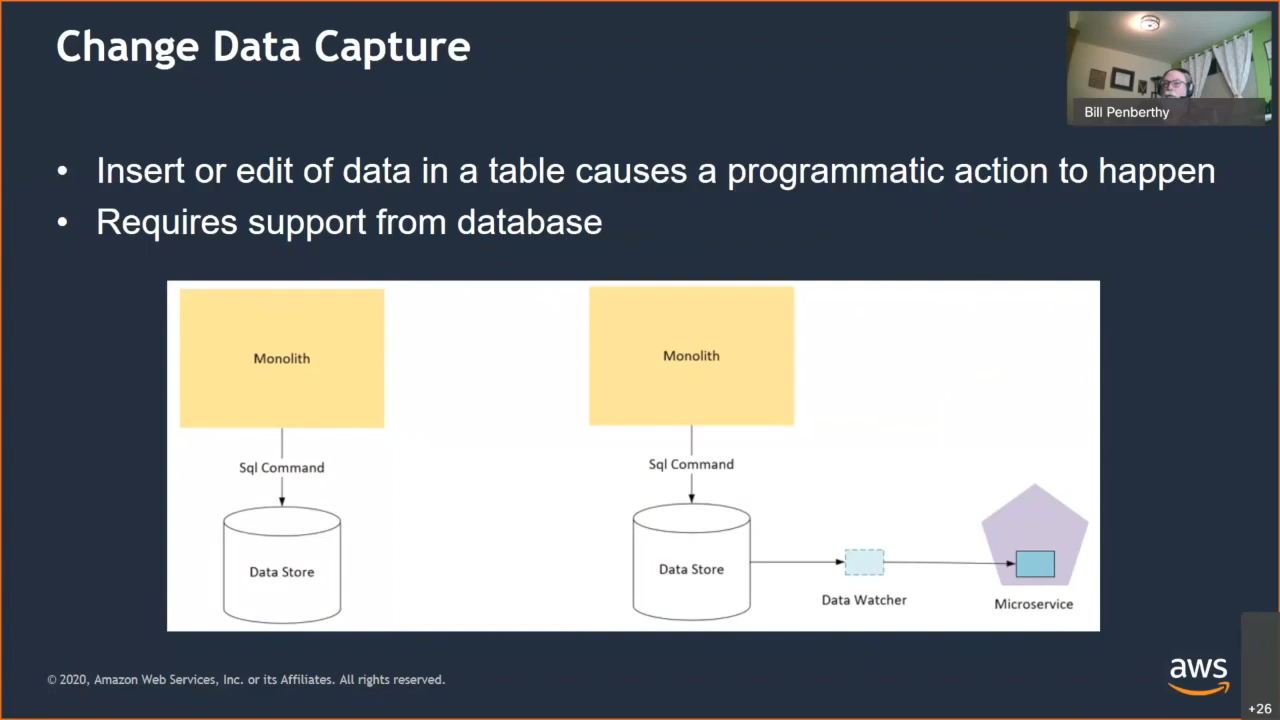 Change Data Capture
Bill Penberthy
• Insert or edit of data in a table causes a programmatic action to happen
• Requires support from database
Monolith
Sql Command
Data Store
Monolith
Sql Command
Data Store
Data Watcher
Microservice
© 2020, Amazon Web Services, Inc. or its Affiliates. All rights reserved.
aws
+26